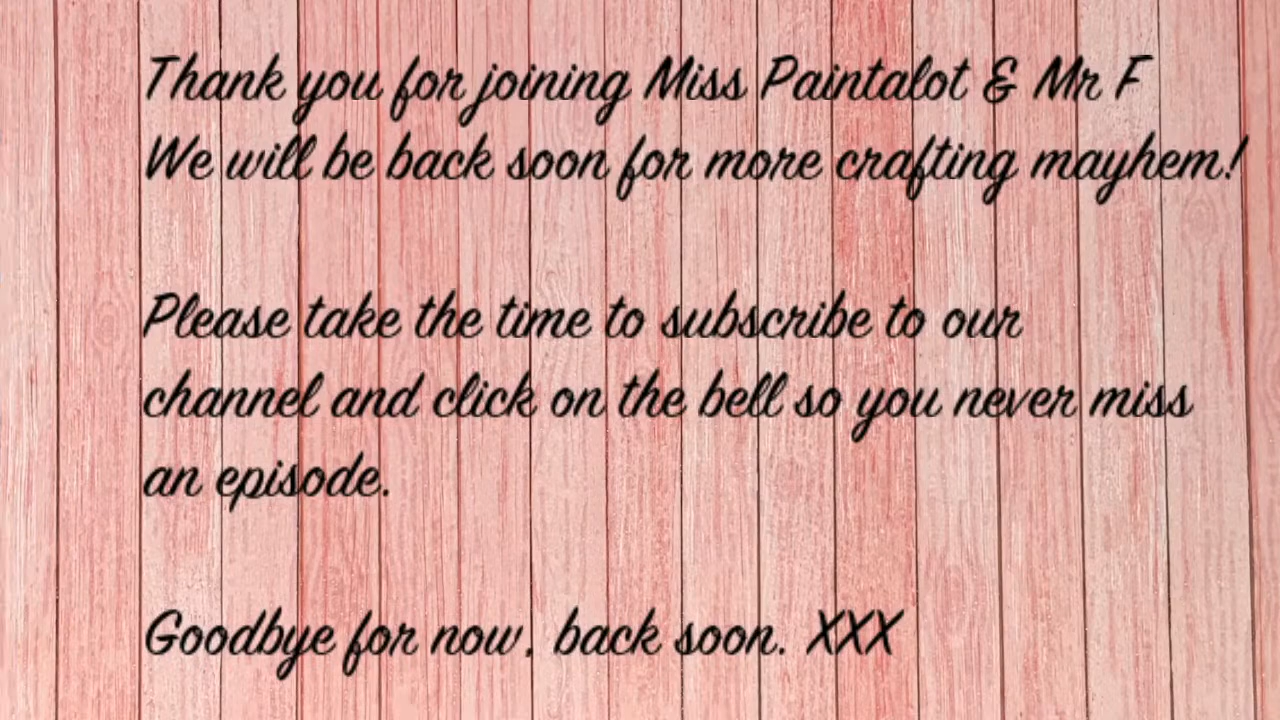 Thank you for joining Miss Paintalot & Mr F
We will be back soon for more crafting mayhem!
Please take the time to subscribe to our
channel and click on the bell so you never miss
an episode.
Goodbye for now, back soon. XXX